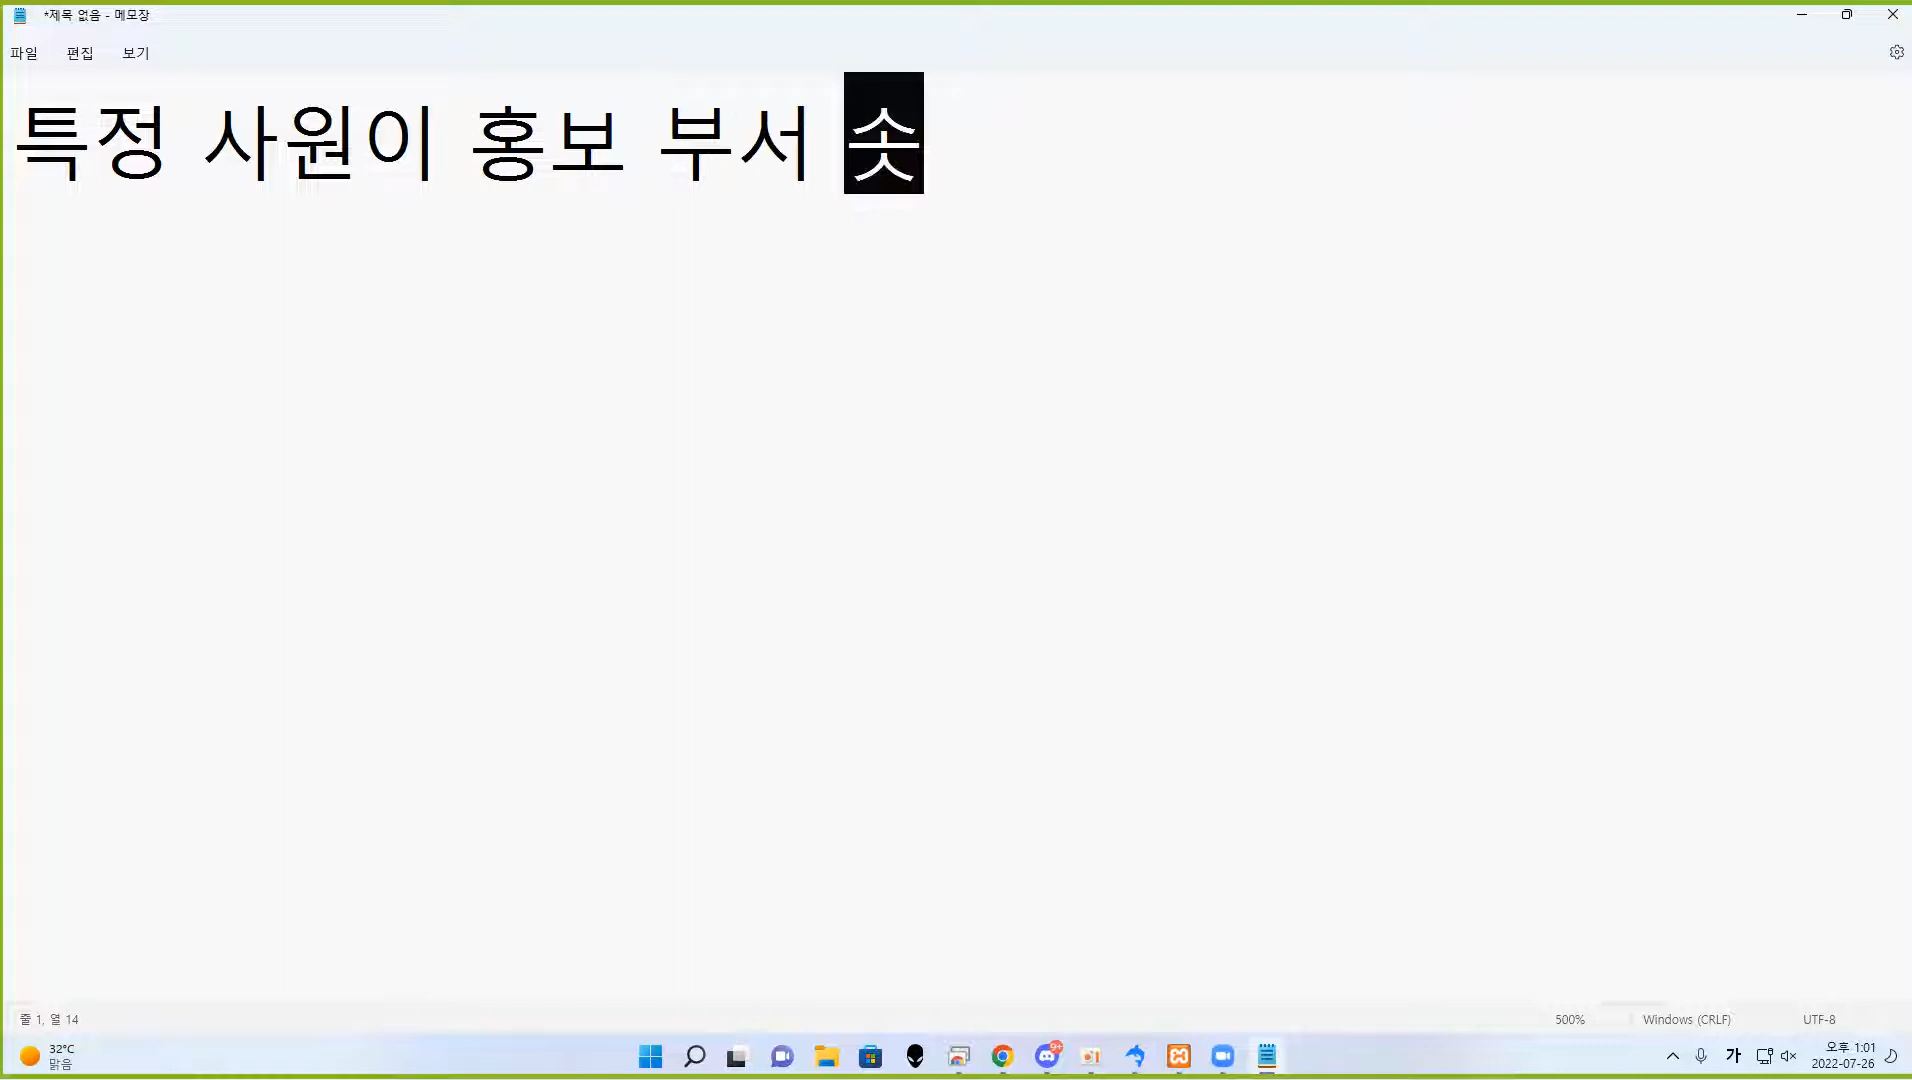 *제목 없음 - 메모장
파일 편집 보기
특정 사원이 홍보 부서 솟
줄 1, 열 14 500% Windows (CRLF) UTF-8
32°C
맑음
9+
가
오후 1:01
2022-07-26